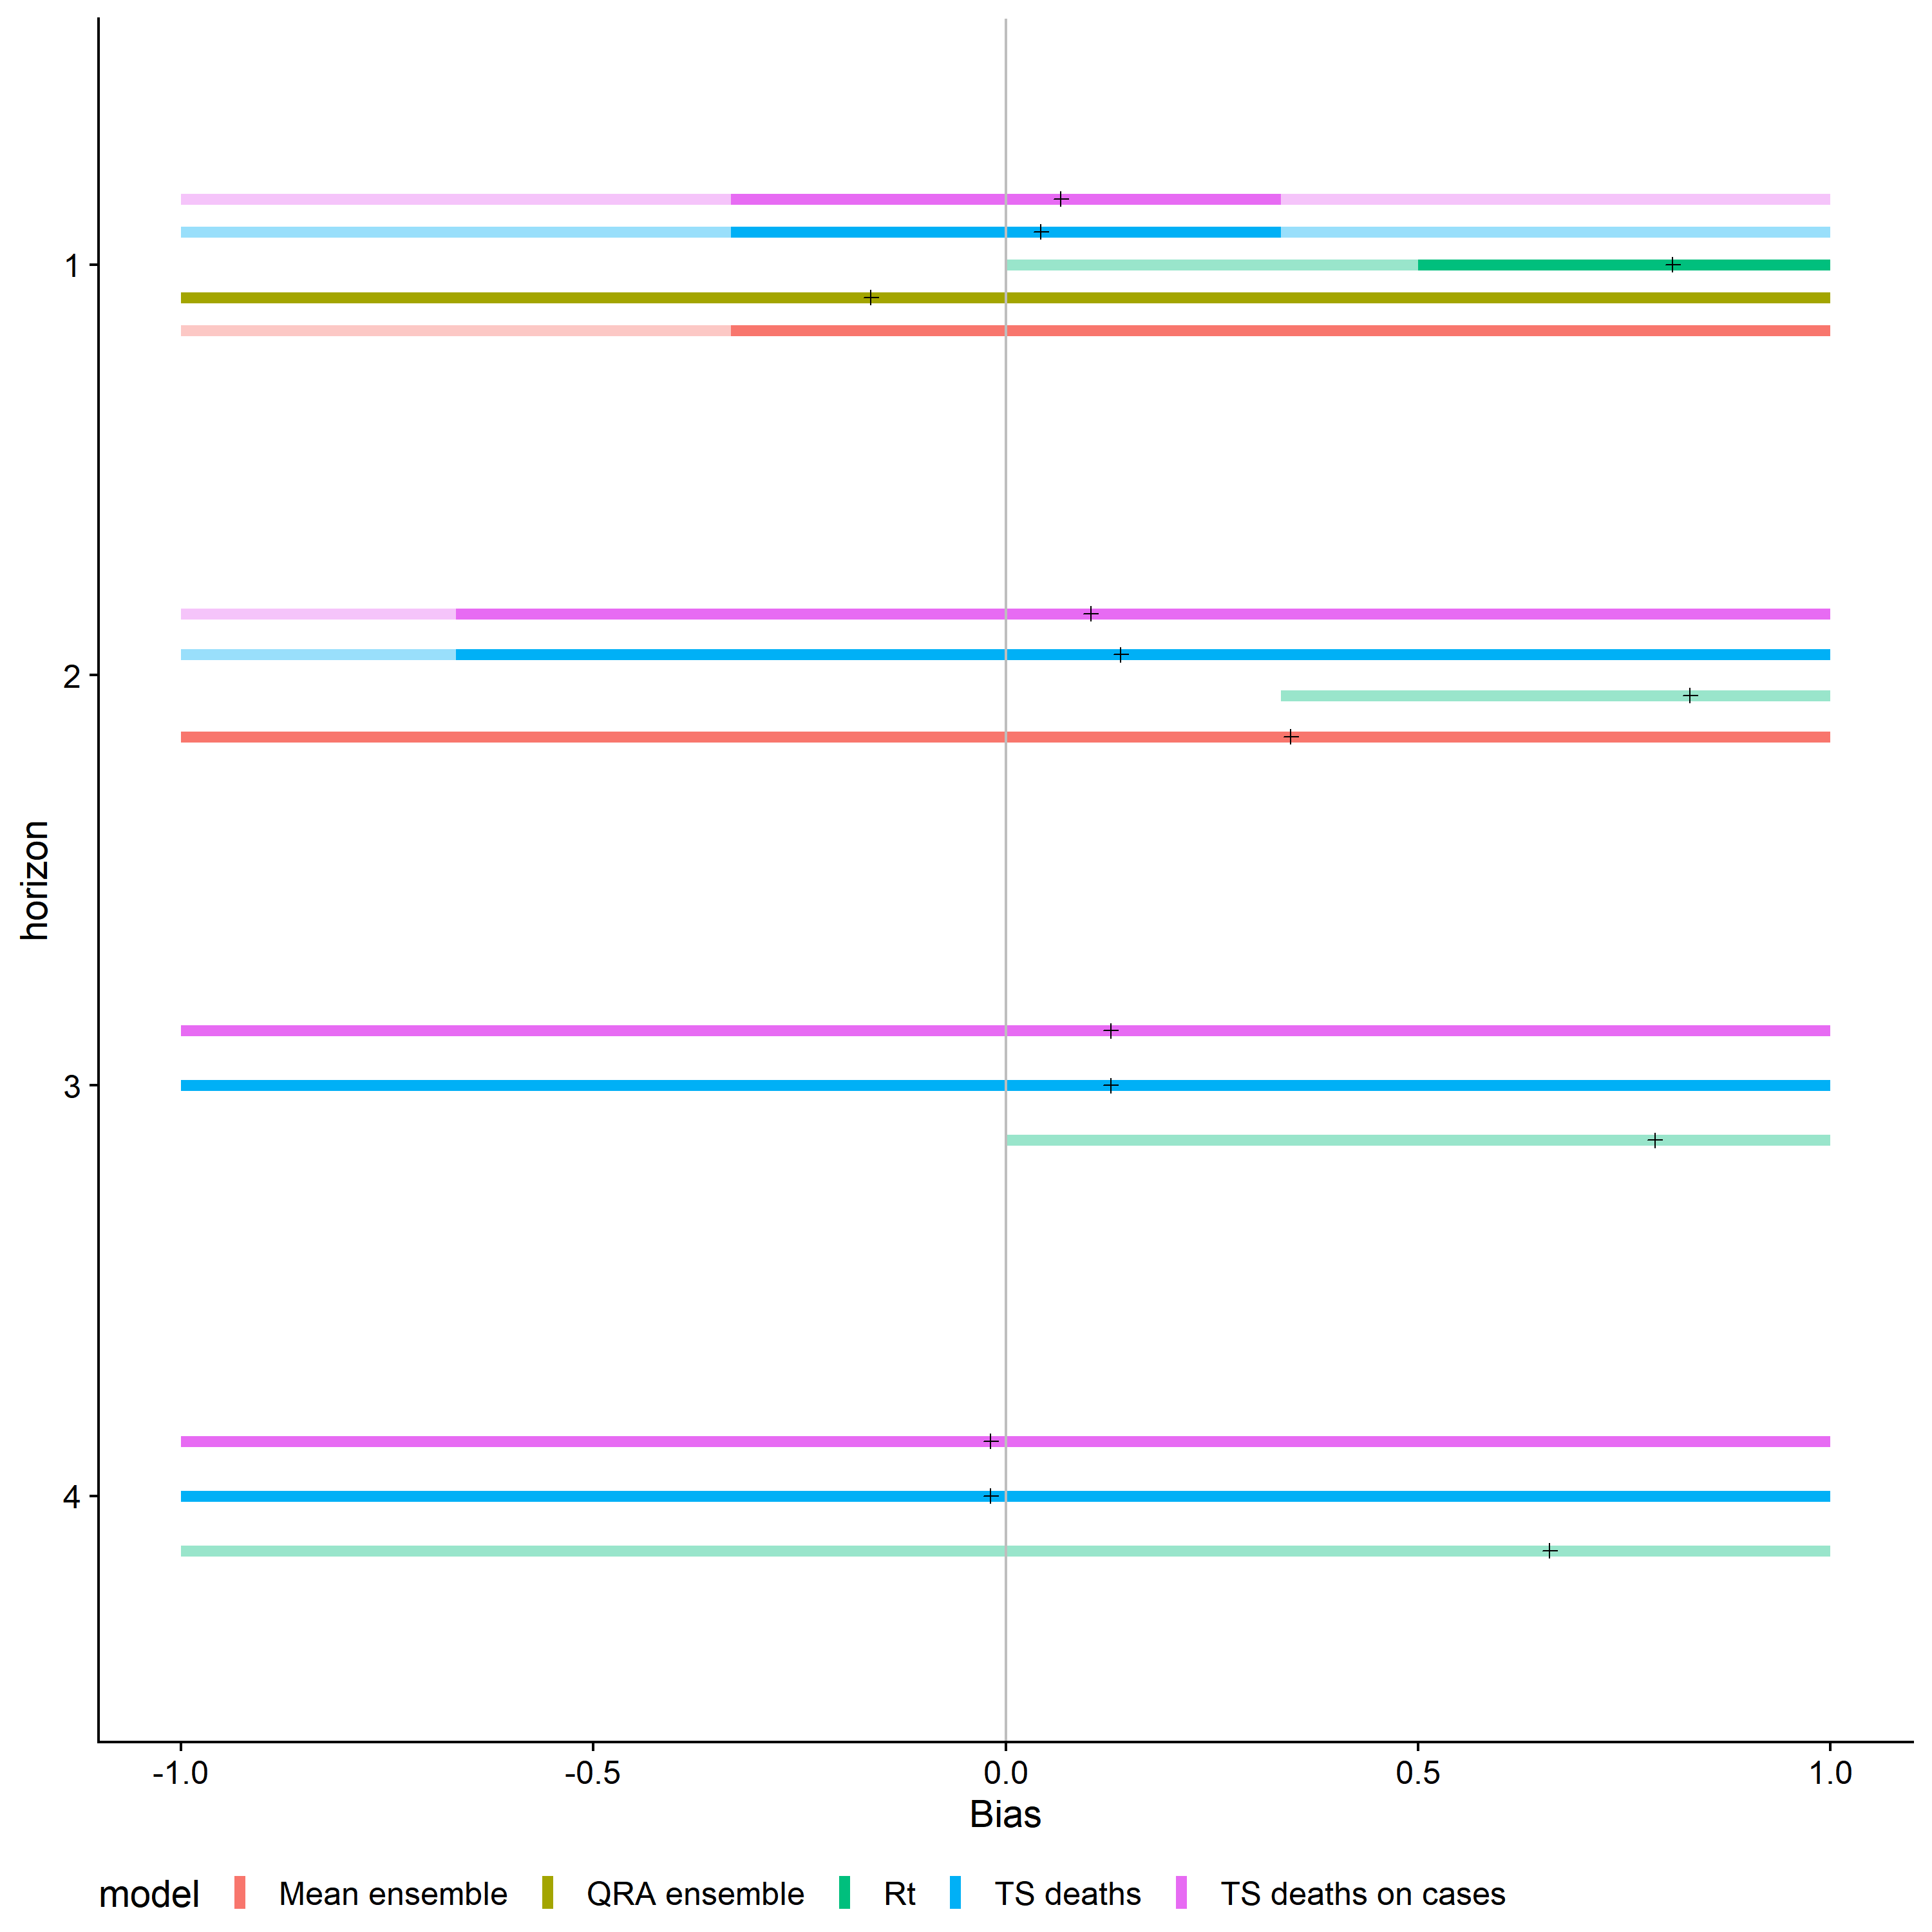 1
2
3
4
horizon
-1.0 -0.5 0.0 0.5 1.0
Bias
model Mean ensemble QRA ensemble Rt TS deaths TS deaths on cases